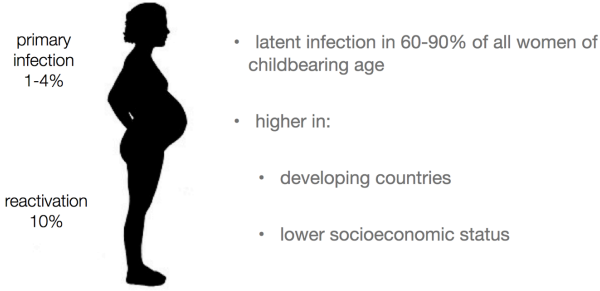 primary
infection
1-4%
reactivation
10%
• latent infection in 60-90% of all women of
childbearing age
• higher in:
• developing countries
• lower socioeconomic status